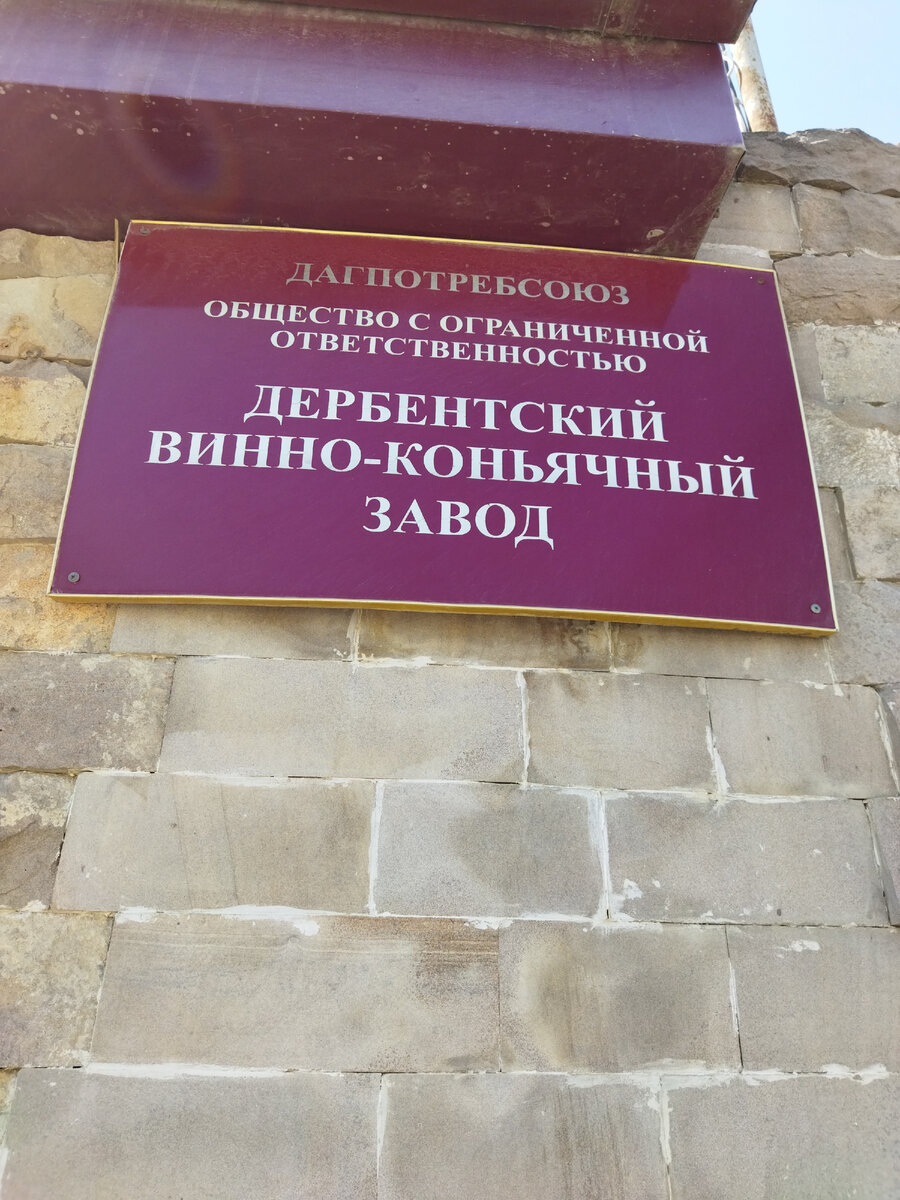 ДАГПОТРЕБСОЮЗ
ОБЩЕСТВО С ОГРАНИЧЕННОЙ
ОТВЕТСТВЕННОСТЬЮ
ДЕРБЕНТСКИЙ
ВИННО-КОНЬЯЧНЫЙ
ЗАВОД